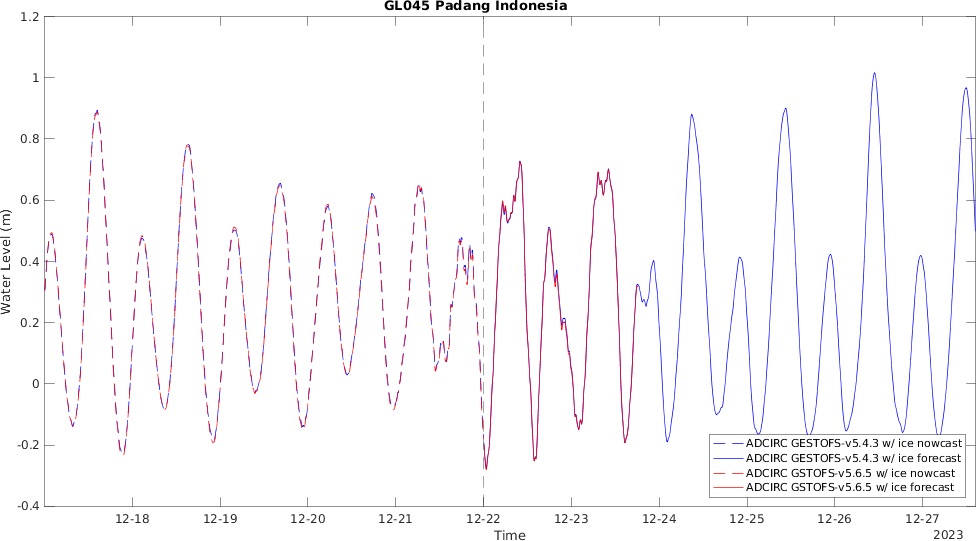 GL045 Padang Indonesia
1.2
1
0.8
0.6
0.4
0.2
0
-0.2
-0.4
Water Level (m)
ADCIRC GESTOFS-v5.4.3 w/ ice nowcast
ADCIRC GESTOFS-v5.4.3 w/ ice forecast
ADCIRC GSTOFS-v5.6.5 w/ ice nowcast
ADCIRC GSTOFS-v5.6.5 w/ ice forecast
12-18 12-19 12-20 12-21 12-22 12-23 12-24 12-25 12-26 12-27
Time
2023